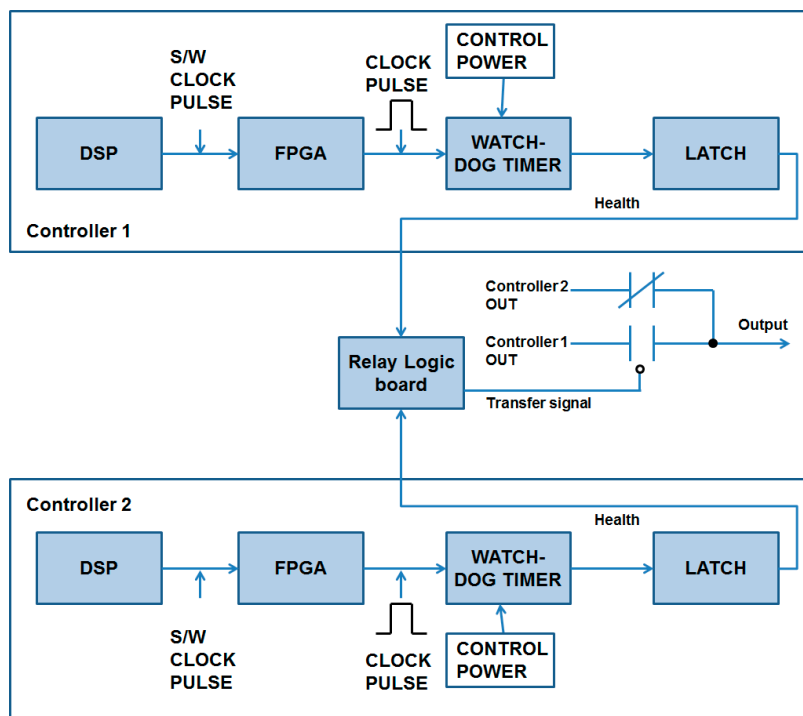 CONTROL
POWER
S/W
CLOCK
PULSE
CLOCK
PULSE
DSP
FPGA
WATCH-
DOG TIMER
LATCH
Health
Controller 1
Controller 2
OUT
Output
Controller 1
OUT
Relay Logic
board
Transfer signal
Controller 2
Health
DSP
FPGA
WATCH-
DOG TIMER
LATCH
S/W
CLOCK
PULSE
CLOCK
PULSE
CONTROL
POWER